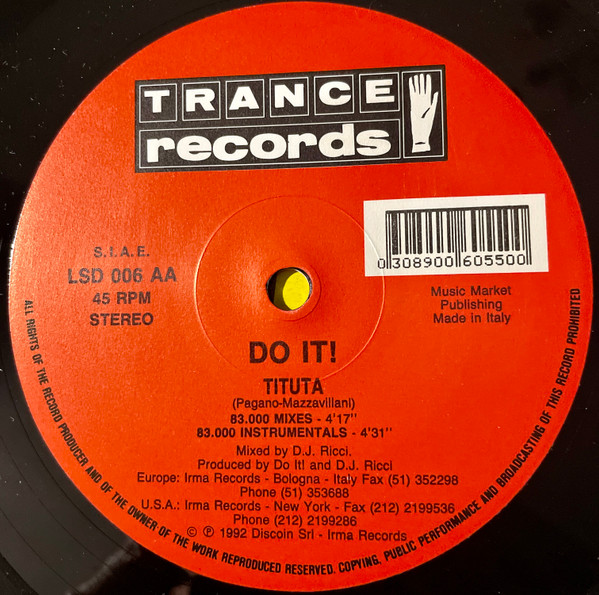 TRANCE
records
0 308900 605500
S.I.A.E.
LSD 006 AA
45 RPM
STEREO
Music Market
Publishing
Made in Italy
DO IT!
TITUTA
(Pagano-Mazzavillani)
83.000 MIXES - 4'17''
83.000 INSTRUMENTALS - 4'31''
Mixed by D.J. Ricci.
Produced by Do It! and D.J. Ricci
Europe: Irma Records - Bologna - Italy Fax (51) 352298
Phone (51) 353688
U.S.A.: Irma Records - New York - Fax (212) 2199536
Phone (212) 2199286
© ℗ 1992 Discoin Srl - Irma Records
ALL RIGHTS OF THE RECORD PRODUCER AND OF THE OWNER OF THE WORK REPRODUCED RESERVED. COPYING, PUBLIC PERFORMANCE AND BROADCASTING OF THIS RECORD PROHIBITED